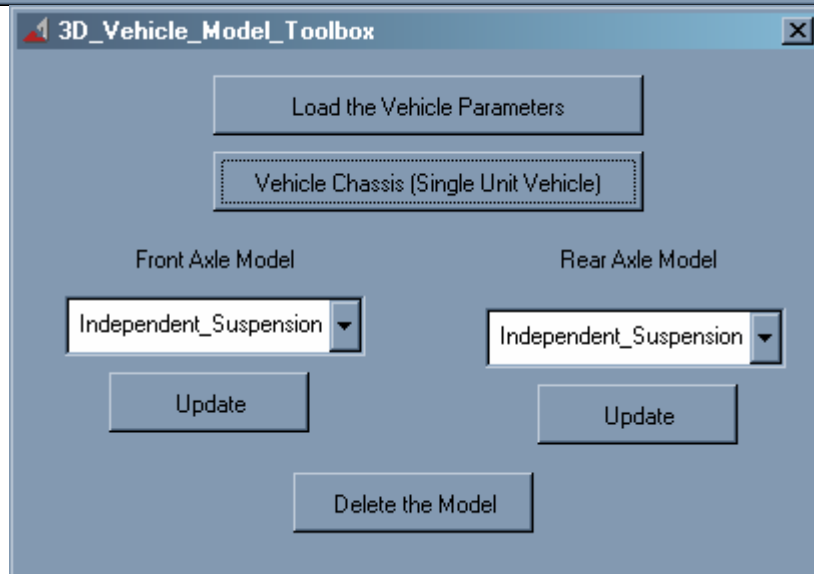 3D_Vehicle_Model_Toolbox
Load the Vehicle Parameters
Vehicle Chassis (Single Unit Vehicle)
Front Axle Model
Rear Axle Model
Independent_Suspension
Independent_Suspension
Update
Update
Delete the Model